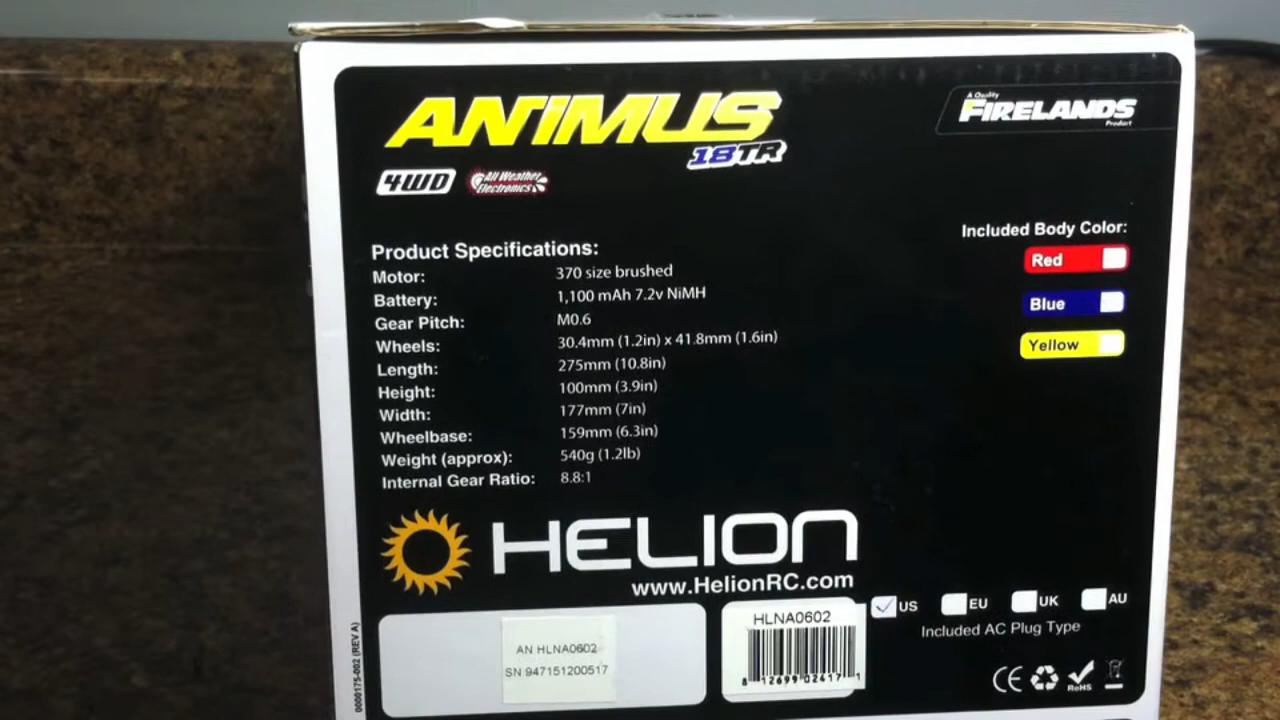 ANIMUS
18TR
A Quality
FIRELANDS
Product
4WD
All Weather
Electronics
Included Body Color:
Red
Blue
Yellow
Product Specifications:
Motor: 370 size brushed
Battery: 1,100 mAh 7.2v NiMH
Gear Pitch: M0.6
Wheels: 30.4mm (1.2in) x 41.8mm (1.6in)
Length: 275mm (10.8in)
Height: 100mm (3.9in)
Width: 177mm (7in)
Wheelbase: 159mm (6.3in)
Weight (approx): 540g (1.2lb)
Internal Gear Ratio: 8.8:1
HELION
www.HelionRC.com
US EU UK AU
Included AC Plug Type
CE RoHS
HLNA0602
8 12699 02417 1
AN HLNA0602
SN 947151200517
0000175-002 (REV A)